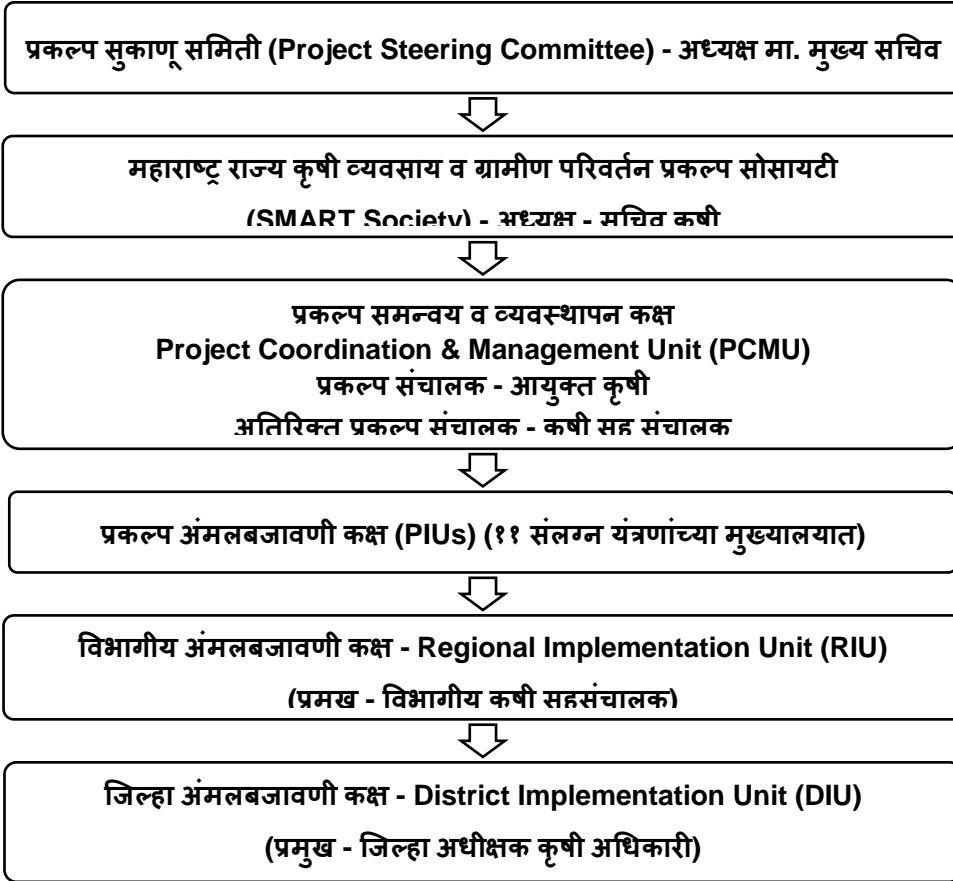 प्रकल्प सुकाणू समिती (Project Steering Committee) - अध्यक्ष मा. मुख्य सचिव
महाराष्ट्र राज्य कृषी व्यवसाय व ग्रामीण परिवर्तन प्रकल्प सोसायटी
(SMART Society) - अध्यक्ष - सचिव कृषी
प्रकल्प समन्वय व व्यवस्थापन कक्ष
Project Coordination & Management Unit (PCMU)
प्रकल्प संचालक - आयुक्त कृषी
अतिरिक्त प्रकल्प संचालक - कृषी सह संचालक
प्रकल्प अंमलबजावणी कक्ष (PIUs) (११ संलग्न यंत्रणांच्या मुख्यालयात)
विभागीय अंमलबजावणी कक्ष - Regional Implementation Unit (RIU)
(प्रमुख - विभागीय कृषी सहसंचालक)
जिल्हा अंमलबजावणी कक्ष - District Implementation Unit (DIU)
(प्रमुख - जिल्हा अधीक्षक कृषी अधिकारी)